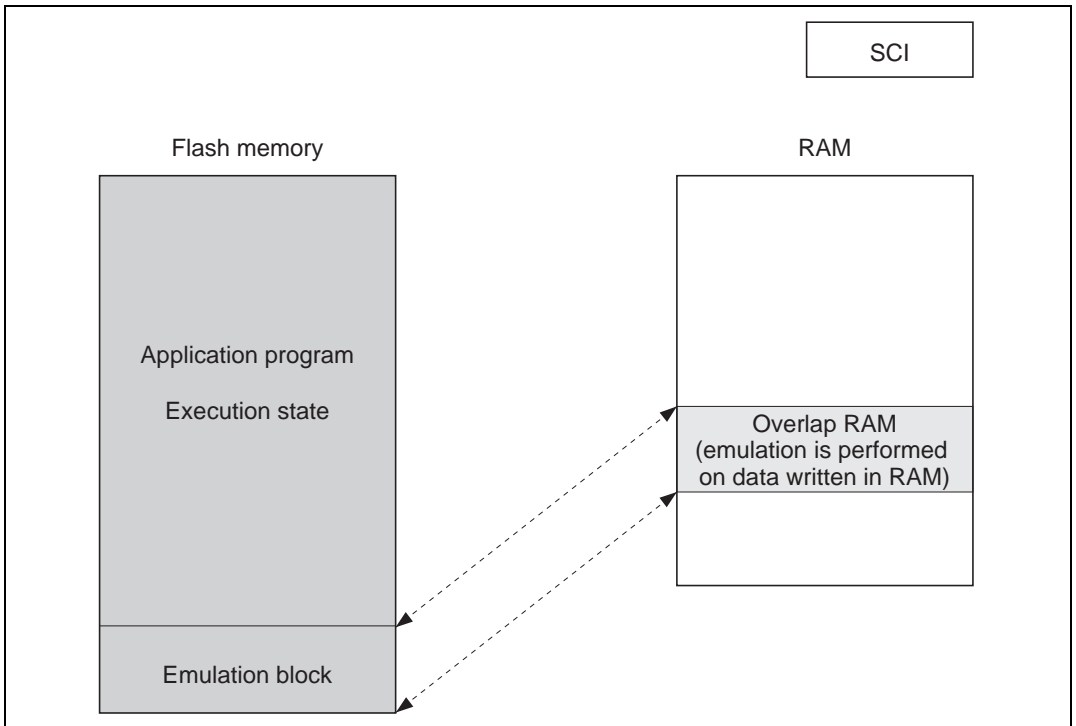 SCI
Flash memory
RAM
Application program
Execution state
Overlap RAM
(emulation is performed
on data written in RAM)
Emulation block